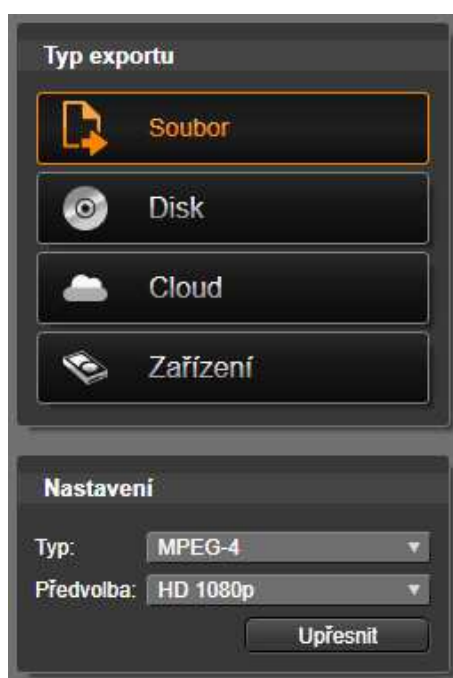 Typ exportu
Soubor
Disk
Cloud
Zařízení
Nastavení
Typ: MPEG-4
Předvolba: HD 1080p
Upřesnit